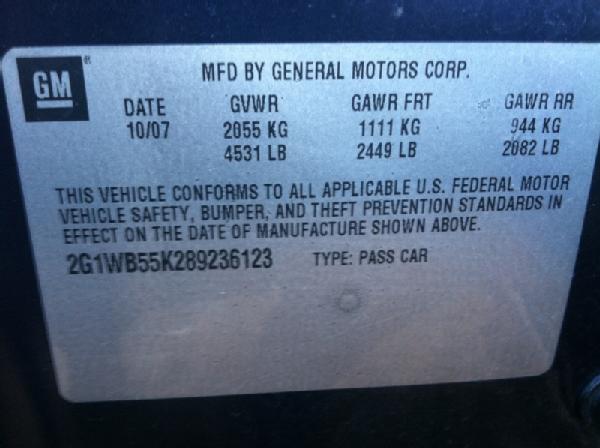 GM ®
MFD BY GENERAL MOTORS CORP.
DATE GVWR GAWR FRT GAWR RR
10/07 2055 KG 1111 KG 944 KG
4531 LB 2449 LB 2082 LB
THIS VEHICLE CONFORMS TO ALL APPLICABLE U.S. FEDERAL MOTOR
VEHICLE SAFETY, BUMPER, AND THEFT PREVENTION STANDARDS IN
EFFECT ON THE DATE OF MANUFACTURE SHOWN ABOVE.
2G1WB55K289236123 TYPE: PASS CAR